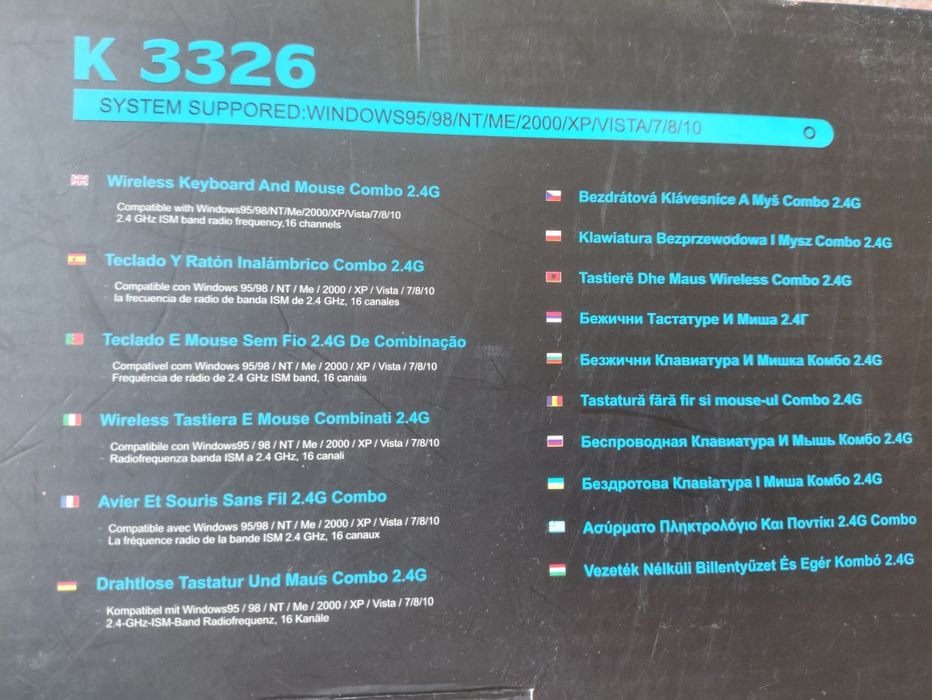 K 3326
SYSTEM SUPPORED:WINDOWS95/98/NT/ME/2000/XP/VISTA/7/8/10
Wireless Keyboard And Mouse Combo 2.4G
Compatible with Windows95/98/NT/Me/2000/XP/Vista/7/8/10
2.4 GHz ISM band radio frequency,16 channels
Teclado Y Ratón Inalámbrico Combo 2.4G
Compatible con Windows 95/98 / NT / Me / 2000 / XP / Vista / 7/8/10
la frecuencia de radio de banda ISM de 2.4 GHz, 16 canales
Teclado E Mouse Sem Fio 2.4G De Combinação
Compatível com Windows 95/98 / NT / Me / 2000 / XP / Vista / 7/8/10
Frequência de rádio de 2.4 GHz ISM band, 16 canais
Wireless Tastiera E Mouse Combinati 2.4G
Compatibile con Windows95 / 98 / NT / Me / 2000 / XP / Vista / 7/8/10
Radiofrequenza banda ISM a 2.4 GHz, 16 canali
Avier Et Souris Sans Fil 2.4G Combo
Compatible avec Windows 95/98 / NT / Me / 2000 / XP / Vista / 7/8/10
La fréquence radio de la bande ISM 2.4 GHz, 16 canaux
Drahtlose Tastatur Und Maus Combo 2.4G
Kompatibel mit Windows95 / 98 / NT / Me / 2000 / XP / Vista / 7/8/10
2.4-GHz-ISM-Band Radiofrequenz, 16 Kanäle
Bezdrátová Klávesnice A Myš Combo 2.4G
Klawiatura Bezprzewodowa I Mysz Combo 2.4G
Tastierë Dhe Maus Wireless Combo 2.4G
Бежични Тастатуре И Миша 2.4Г
Безжични Клавиатура И Мишка Комбо 2.4G
Tastatură fără fir si mouse-ul Combo 2.4G
Беспроводная Клавиатура И Мышь Комбо 2.4G
Бездротова Клавіатура І Миша Комбо 2.4G
Ασύρματο Πληκτρολόγιο Και Ποντίκι 2.4G Combo
Vezeték Nélküli Billentyűzet És Egér Kombó 2.4G